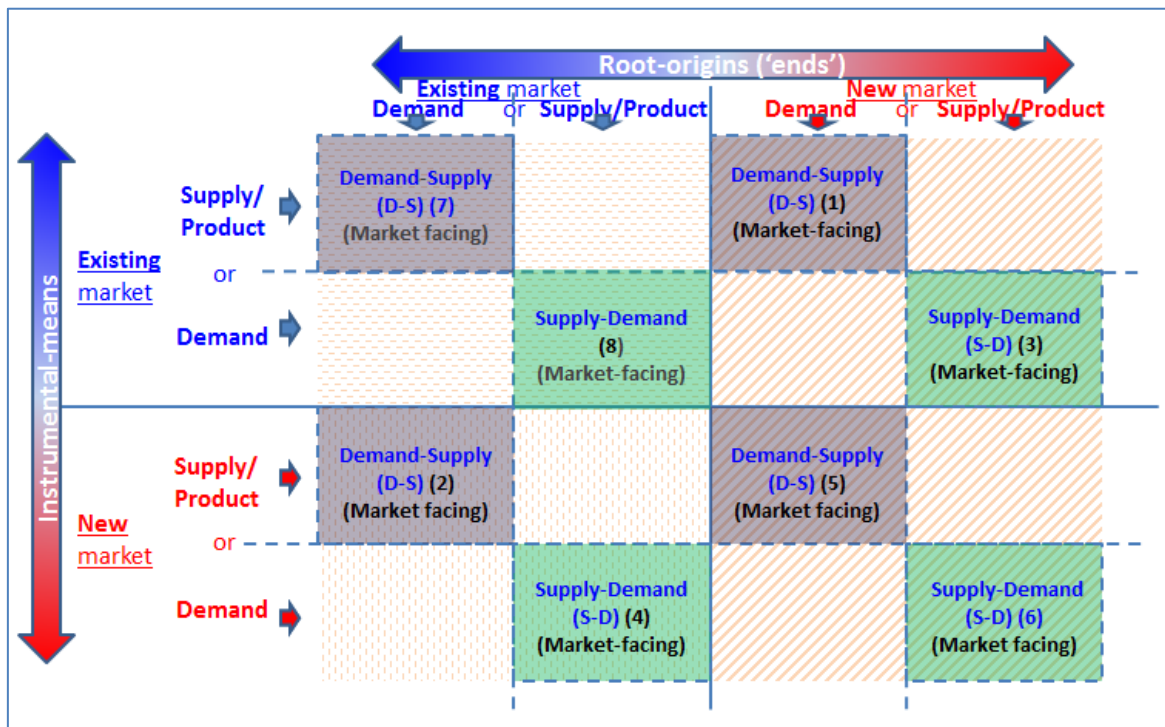 Root-origins (‘ends’)
Existing market
New market
Demand or Supply/Product
Demand or Supply/Product
Instrumental-means
Existing
market
Supply/
Product
or
Demand
Demand-Supply
(D-S) (7)
(Market facing)
Demand-Supply
(D-S) (1)
(Market-facing)
Supply-Demand
(8)
(Market-facing)
Supply-Demand
(S-D) (3)
(Market-facing)
New
market
Supply/
Product
or
Demand
Demand-Supply
(D-S) (2)
(Market facing)
Demand-Supply
(D-S) (5)
(Market facing)
Supply-Demand
(S-D) (4)
(Market-facing)
Supply-Demand
(S-D) (6)
(Market facing)